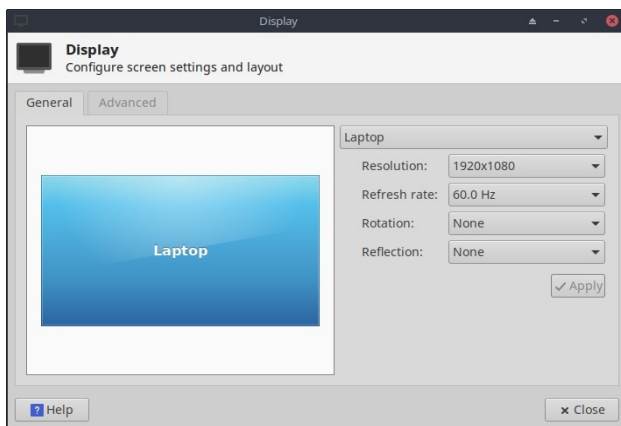 Display
Display
Configure screen settings and layout
General Advanced
Laptop
Laptop
Resolution: 1920x1080
Refresh rate: 60.0 Hz
Rotation: None
Reflection: None
Apply
? Help
Close